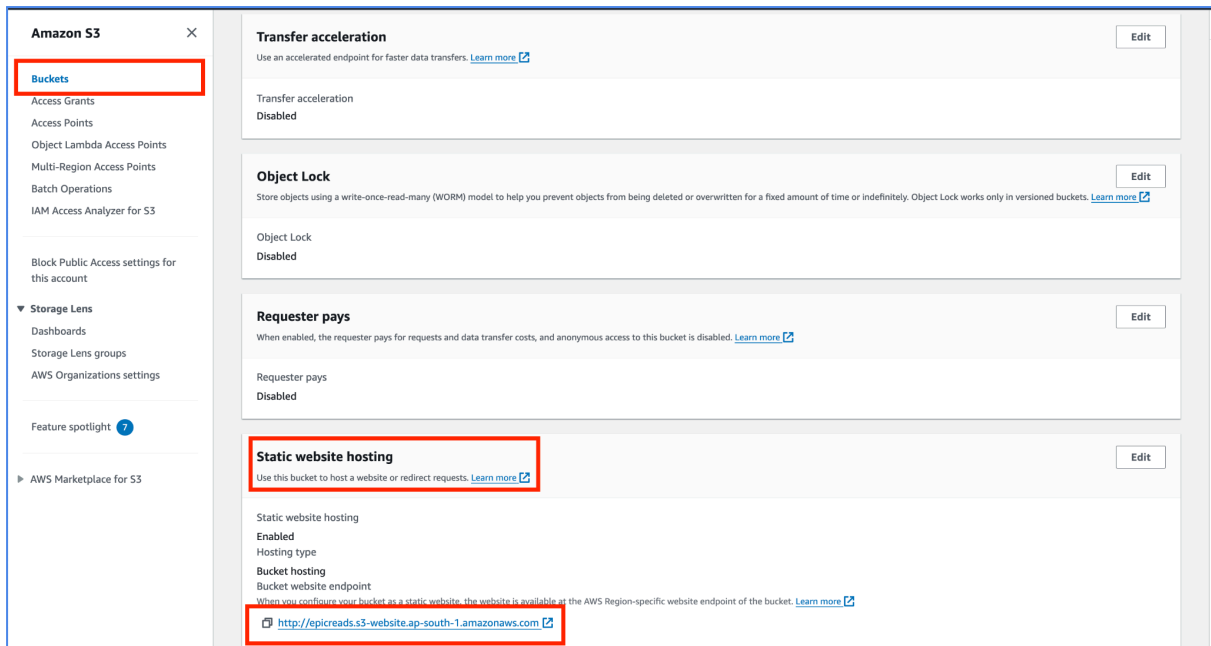 Amazon S3
Buckets
Access Grants
Access Points
Object Lambda Access Points
Multi-Region Access Points
Batch Operations
IAM Access Analyzer for S3
Block Public Access settings for
this account
Storage Lens
Dashboards
Storage Lens groups
AWS Organizations settings
Feature spotlight 7
AWS Marketplace for S3
Transfer acceleration
Edit
Use an accelerated endpoint for faster data transfers. Learn more
Transfer acceleration
Disabled
Object Lock
Edit
Store objects using a write-once-read-many (WORM) model to help you prevent objects from being deleted or overwritten for a fixed amount of time or indefinitely. Object Lock works only in versioned buckets. Learn more
Object Lock
Disabled
Requester pays
Edit
When enabled, the requester pays for requests and data transfer costs, and anonymous access to this bucket is disabled. Learn more
Requester pays
Disabled
Static website hosting
Edit
Use this bucket to host a website or redirect requests. Learn more
Static website hosting
Enabled
Hosting type
Bucket hosting
Bucket website endpoint
When you configure your bucket as a static website, the website is available at the AWS Region-specific website endpoint of the bucket. Learn more
http://epicreads.s3-website.ap-south-1.amazonaws.com